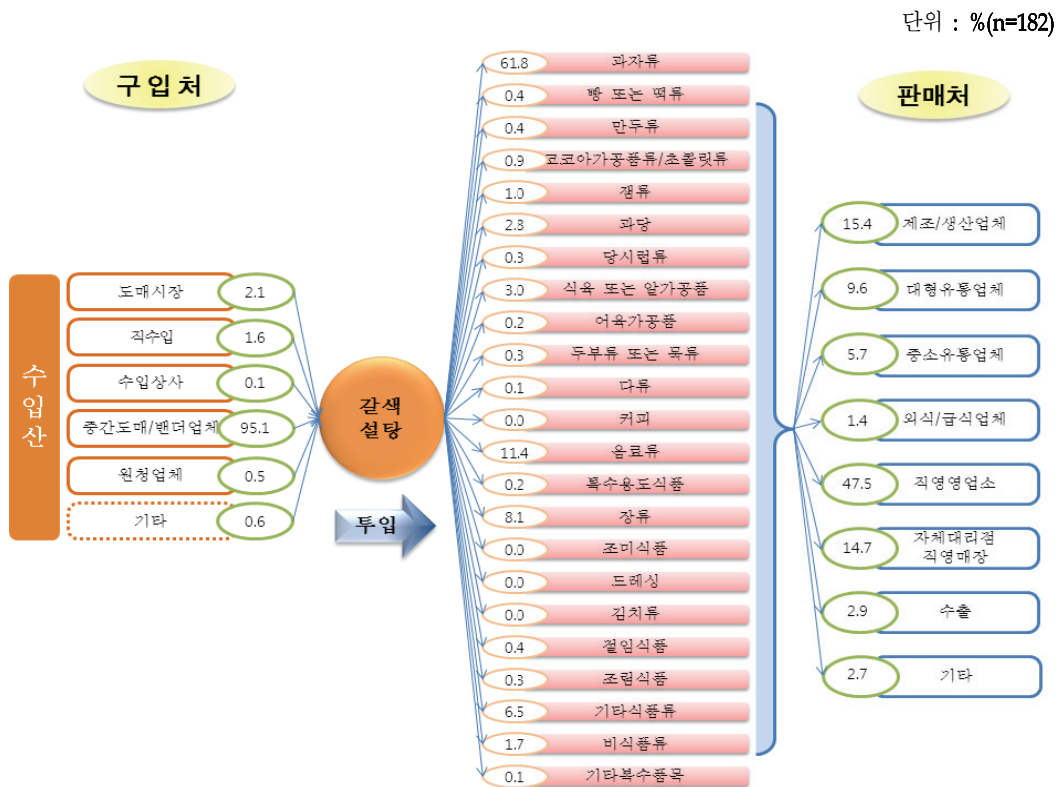 단위 : %(n=182)
구입처
판매처
수입산
도매시장 2.1
직수입 1.6
수입상사 0.1
중간도매/밴더업체 95.1
원청업체 0.5
기타 0.6
갈색
설탕
투입
61.8 과자류
0.4 빵 또는 떡류
0.4 만두류
0.9 코코아가공품류/초콜릿류
1.0 잼류
2.8 과당
0.3 당시럽류
3.0 식육 또는 알가공품
0.2 어육가공품
0.3 두부류 또는 묵류
0.1 다류
0.0 커피
11.4 음료류
0.2 특수용도식품
8.1 장류
0.0 조미식품
0.0 드레싱
0.0 김치류
0.4 절임식품
0.3 조림식품
6.5 기타식품류
1.7 비식품류
0.1 기타복수품목
15.4 제조/생산업체
9.6 대형유통업체
5.7 중소유통업체
1.4 외식/급식업체
47.5 직영영업소
14.7 자체대리점
직영매장
2.9 수출
2.7 기타